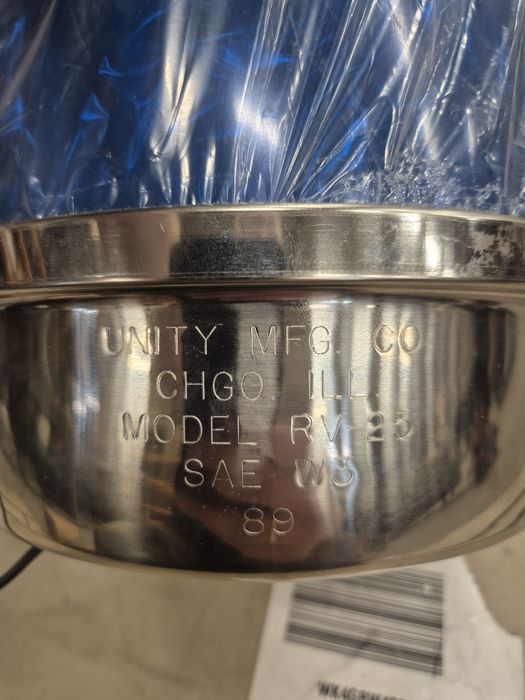 UNITY MFG. CO
CHGO. ILL.
MODEL RV-25
SAE W3
89